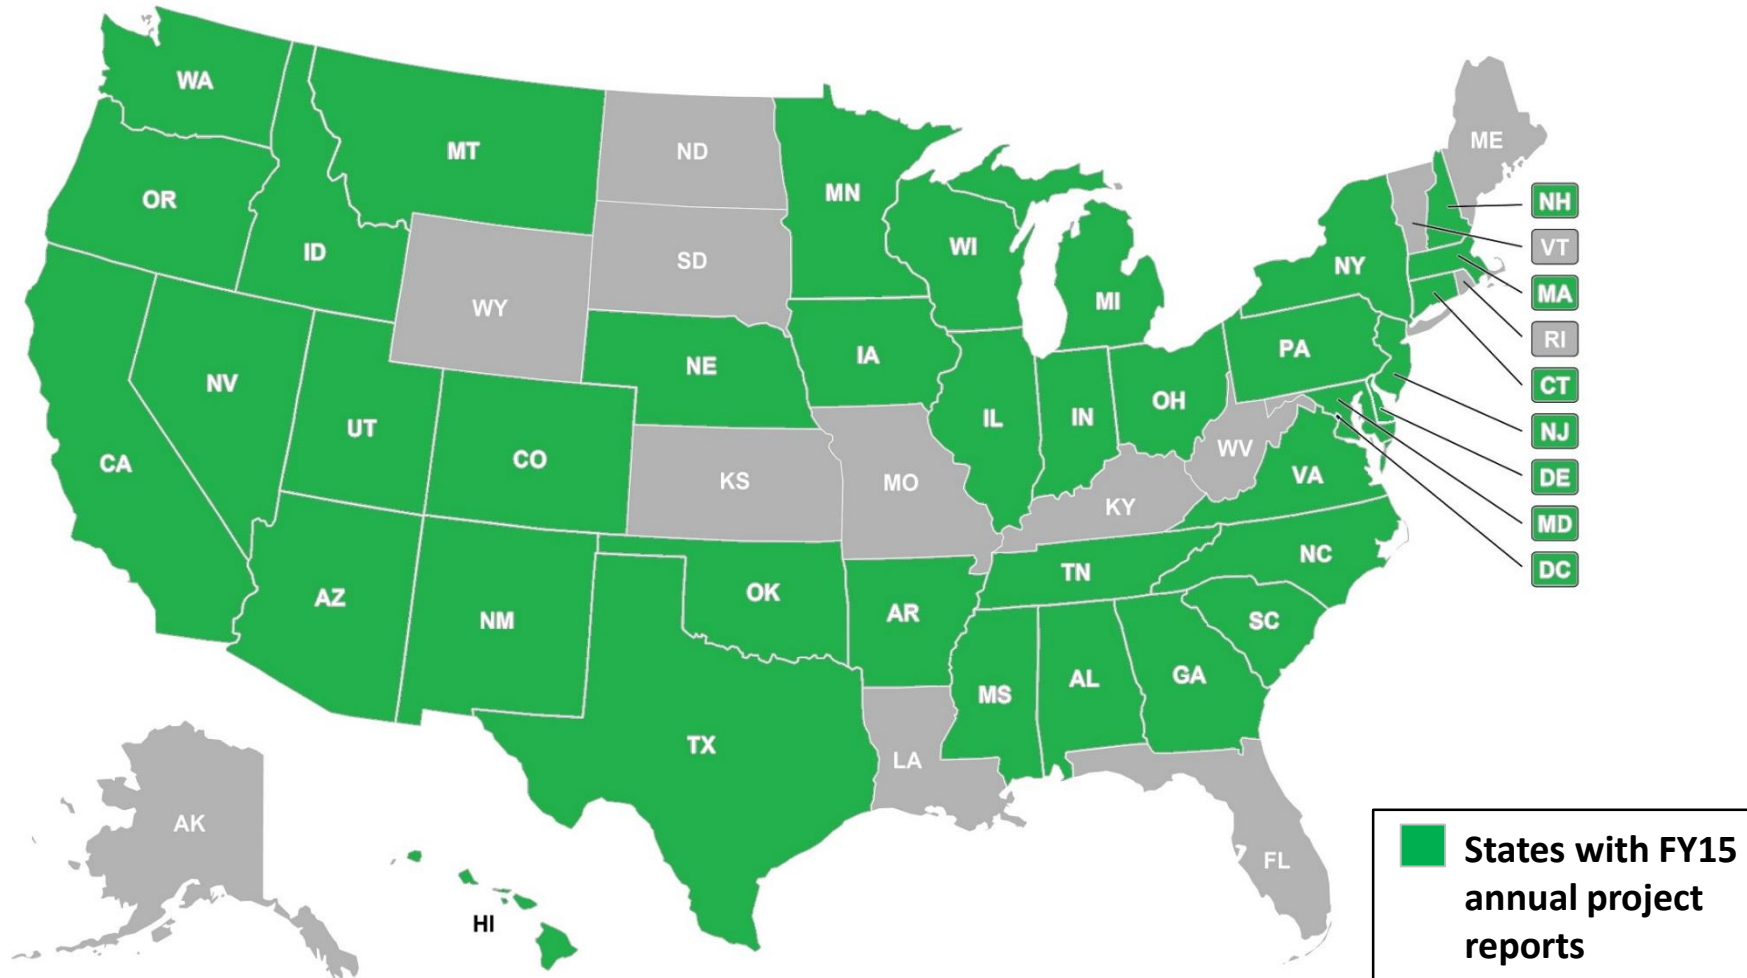 WA
MT
ND
ME
MN
OR
NH
ID
WI
VT
SD
NY
MA
WY
MI
RI
PA
IA
NE
CT
NV
OH
IL
IN
UT
NJ
WV
CO
CA
VA
DE
KS
MO
KY
MD
NC
DC
TN
AZ
OK
AR
NM
SC
GA
AL
MS
TX
LA
AK
FL
HI
States with FY15
annual project
reports